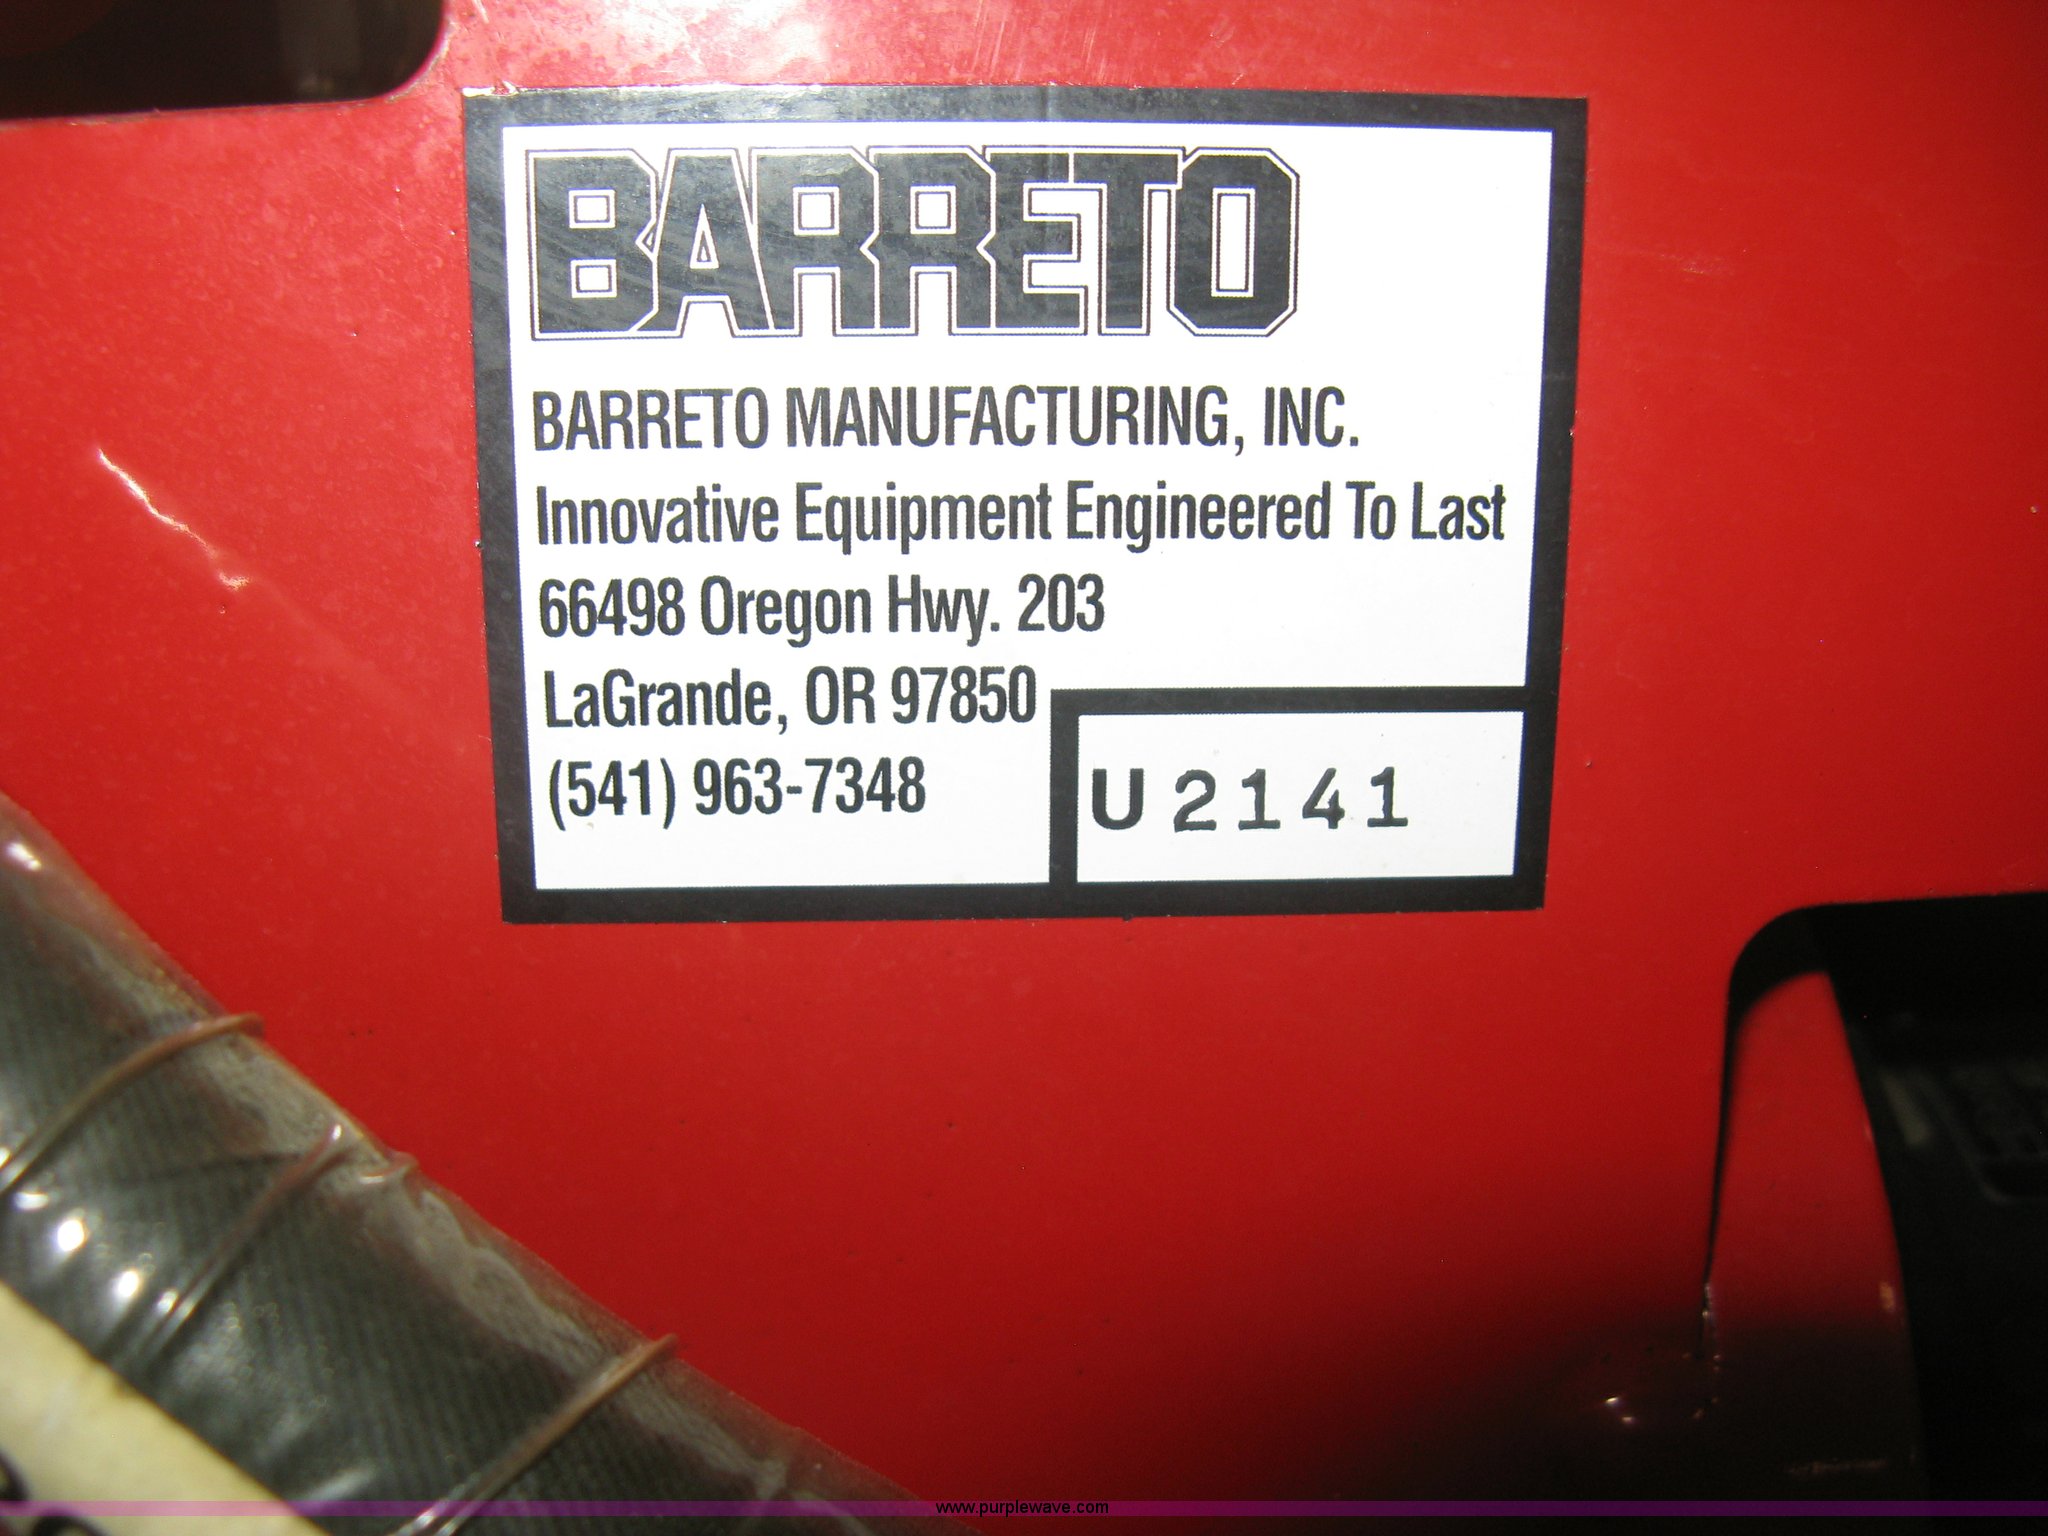 BARRETO
BARRETO MANUFACTURING, INC.
Innovative Equipment Engineered To Last
66498 Oregon Hwy. 203
LaGrande, OR 97850
(541) 963-7348
U 2141
www.purplewave.com